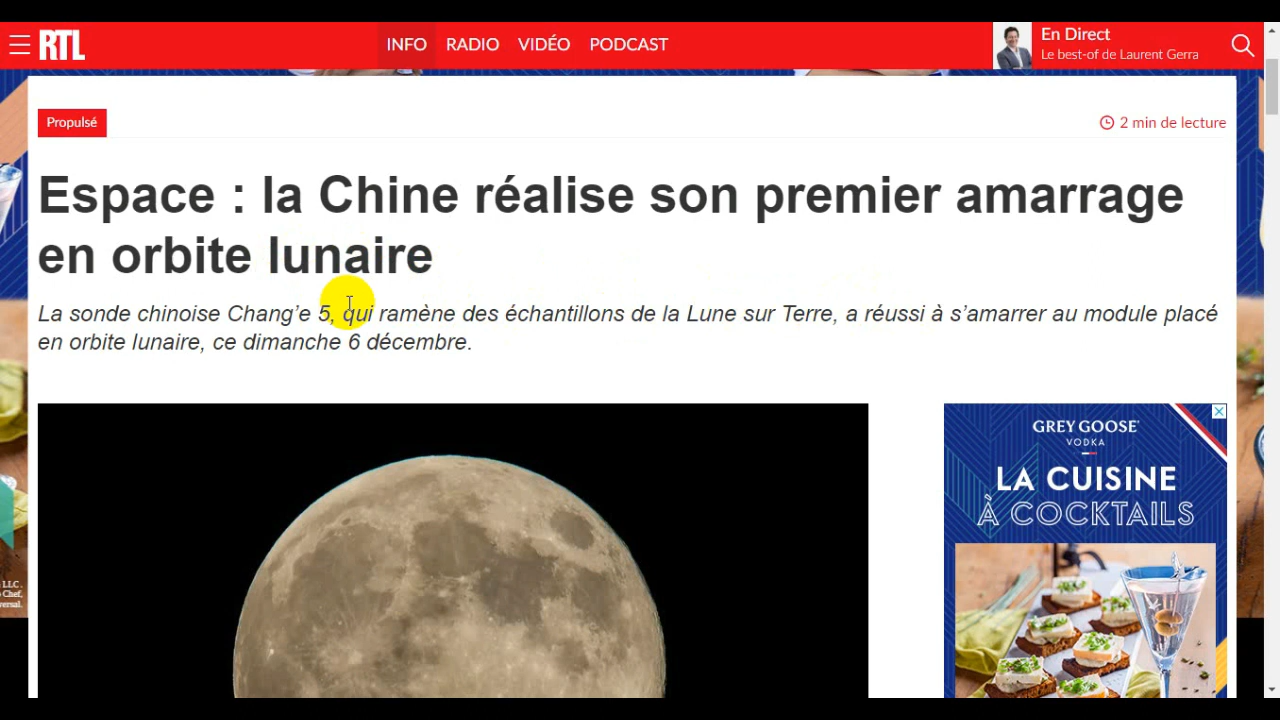 RTL
INFO RADIO VIDÉO PODCAST
En Direct
Le best-of de Laurent Gerra
Propulsé
2 min de lecture
Espace : la Chine réalise son premier amarrage
en orbite lunaire
La sonde chinoise Chang’e 5, qui ramène des échantillons de la Lune sur Terre, a réussi à s’amarrer au module placé
en orbite lunaire, ce dimanche 6 décembre.
GREY GOOSE
VODKA
LA CUISINE
À COCKTAILS
LLC .
Chef,
versal.